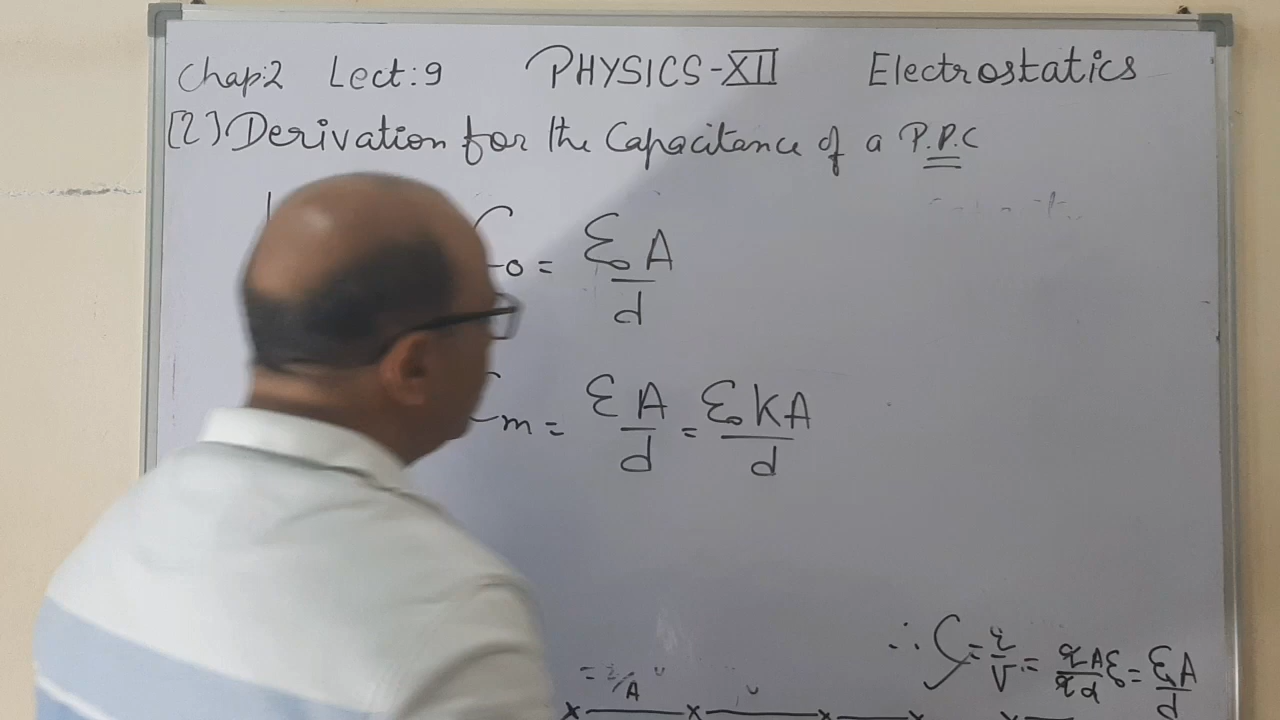 Chap:2 Lect:9 PHYSICS-XII Electrostatics
(2) Derivation for the Capacitance of a P.P.C
C₀ = ε₀A/d
Cm = εA/d = ε₀KA/d
∴ C = q/V = qAε/qd = εA/d
= q/A
x x x x x